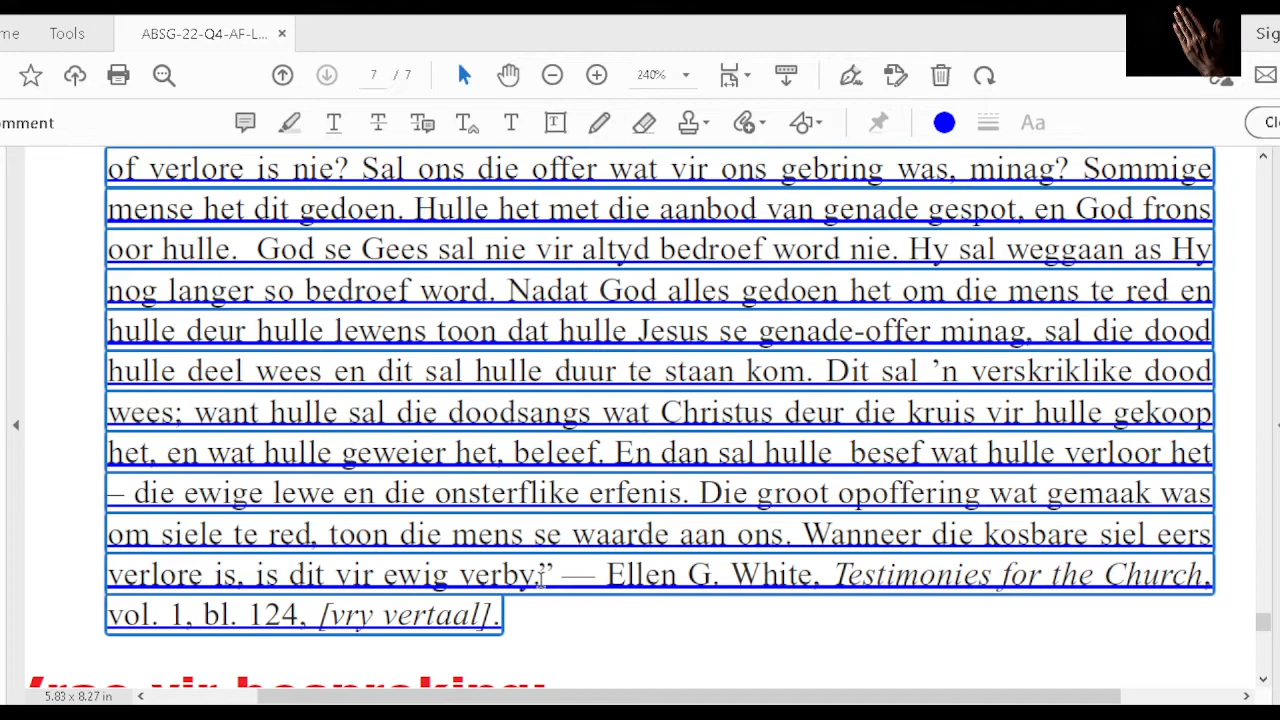 me Tools ABSG-22-Q4-AF-L... × Sig
7 / 7 240%
omment T T T T T Aa Cl
of verlore is nie? Sal ons die offer wat vir ons gebring was, minag? Sommige
mense het dit gedoen. Hulle het met die aanbod van genade gespot, en God frons
oor hulle. God se Gees sal nie vir altyd bedroef word nie. Hy sal weggaan as Hy
nog langer so bedroef word. Nadat God alles gedoen het om die mens te red en
hulle deur hulle lewens toon dat hulle Jesus se genade-offer minag, sal die dood
hulle deel wees en dit sal hulle duur te staan kom. Dit sal ’n verskriklike dood
wees; want hulle sal die doodsangs wat Christus deur die kruis vir hulle gekoop
het, en wat hulle geweier het, beleef. En dan sal hulle besef wat hulle verloor het
– die ewige lewe en die onsterflike erfenis. Die groot opoffering wat gemaak was
om siele te red, toon die mens se waarde aan ons. Wanneer die kosbare siel eers
verlore is, is dit vir ewig verby.” — Ellen G. White, Testimonies for the Church,
vol. 1, bl. 124, [vry vertaal].
5.83 x 8.27 in